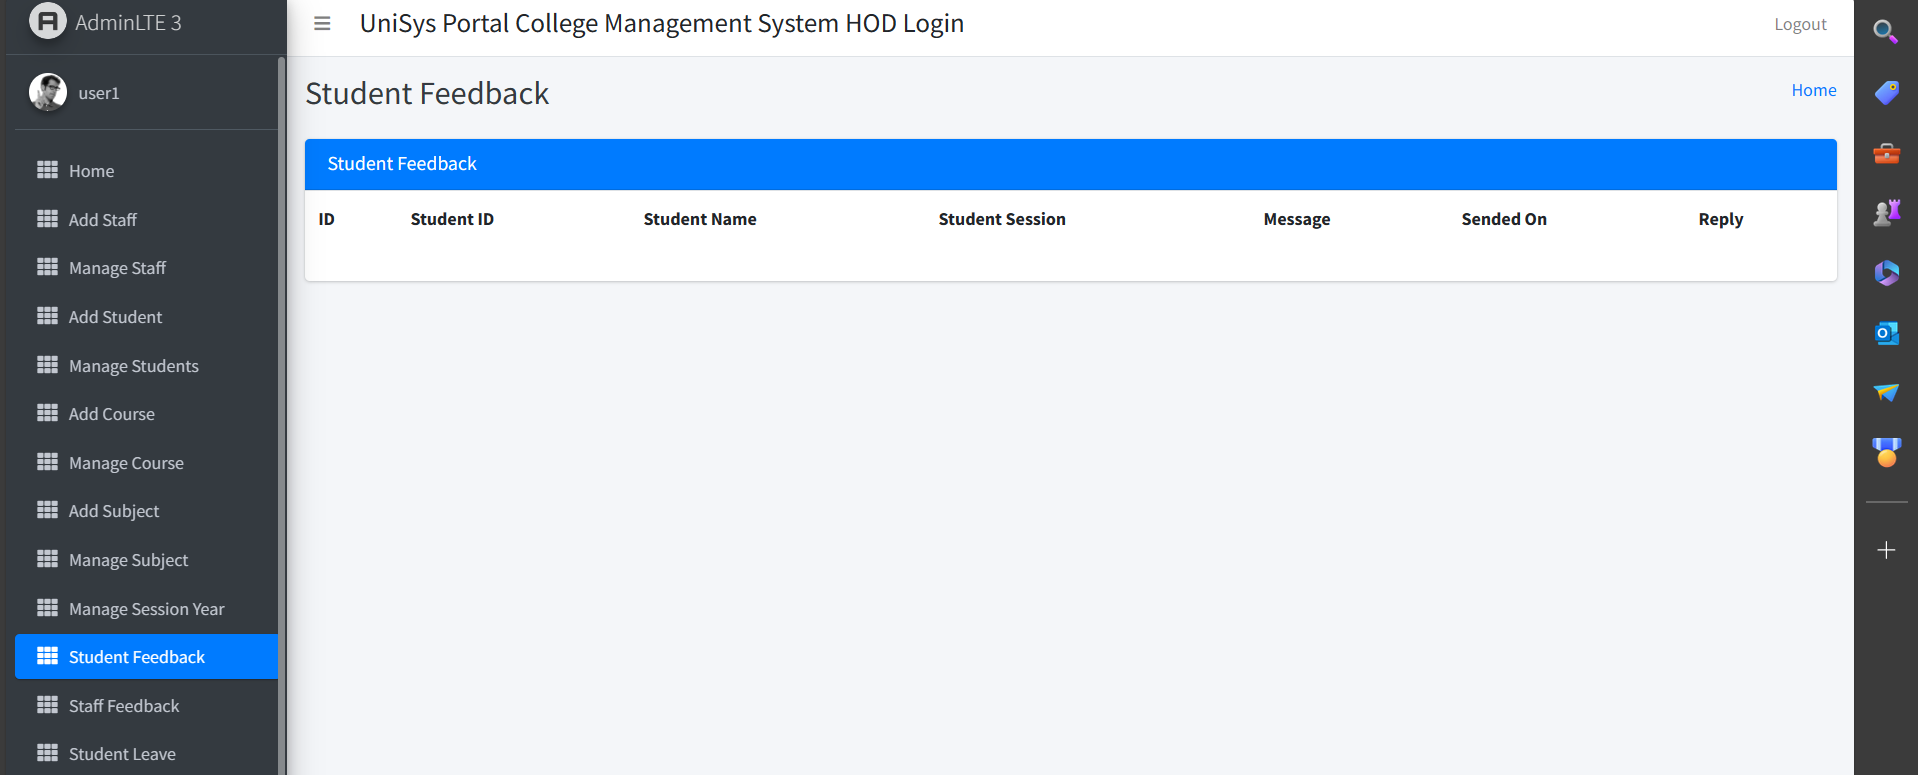 AdminLTE 3
UniSys Portal College Management System HOD Login
Logout
user1
Home
Add Staff
Manage Staff
Add Student
Manage Students
Add Course
Manage Course
Add Subject
Manage Subject
Manage Session Year
Student Feedback
Staff Feedback
Student Leave
Student Feedback
Home
Student Feedback
ID Student ID Student Name Student Session Message Sended On Reply